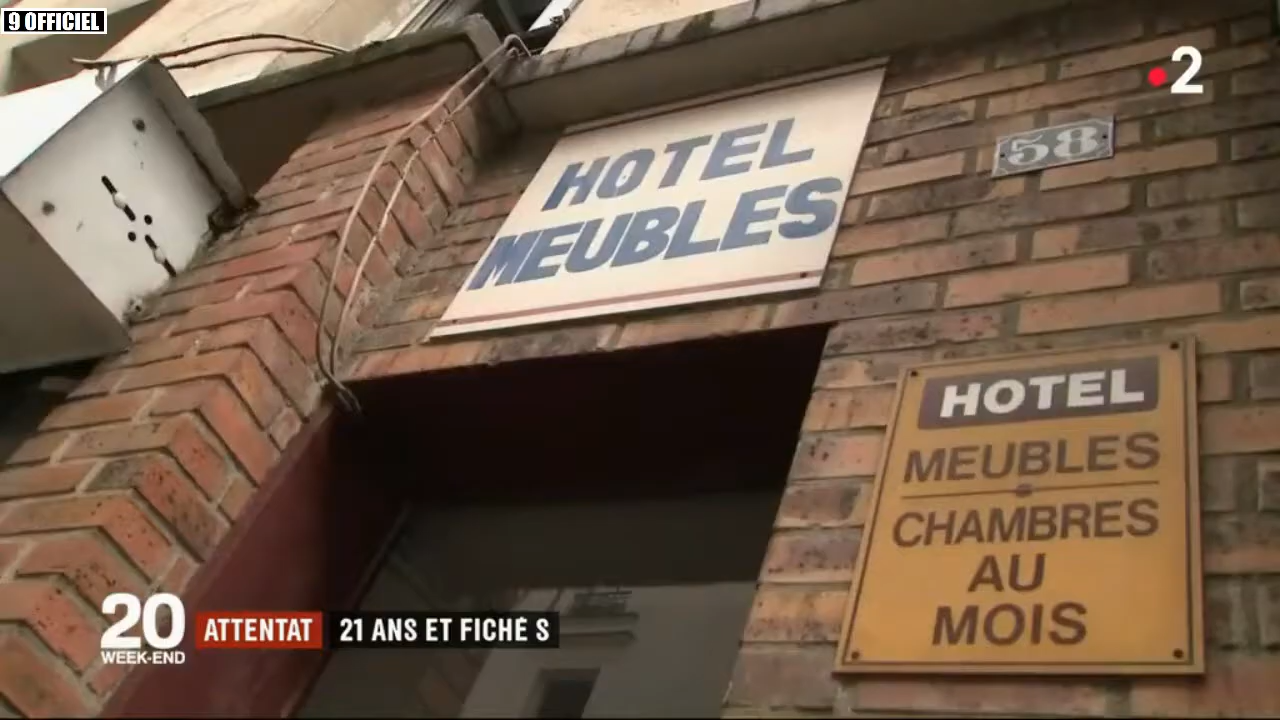 9 OFFICIEL
2
58
HOTEL
MEUBLES
HOTEL
MEUBLES
CHAMBRES
AU
MOIS
20
WEEK-END
ATTENTAT
21 ANS ET FICHÉ S